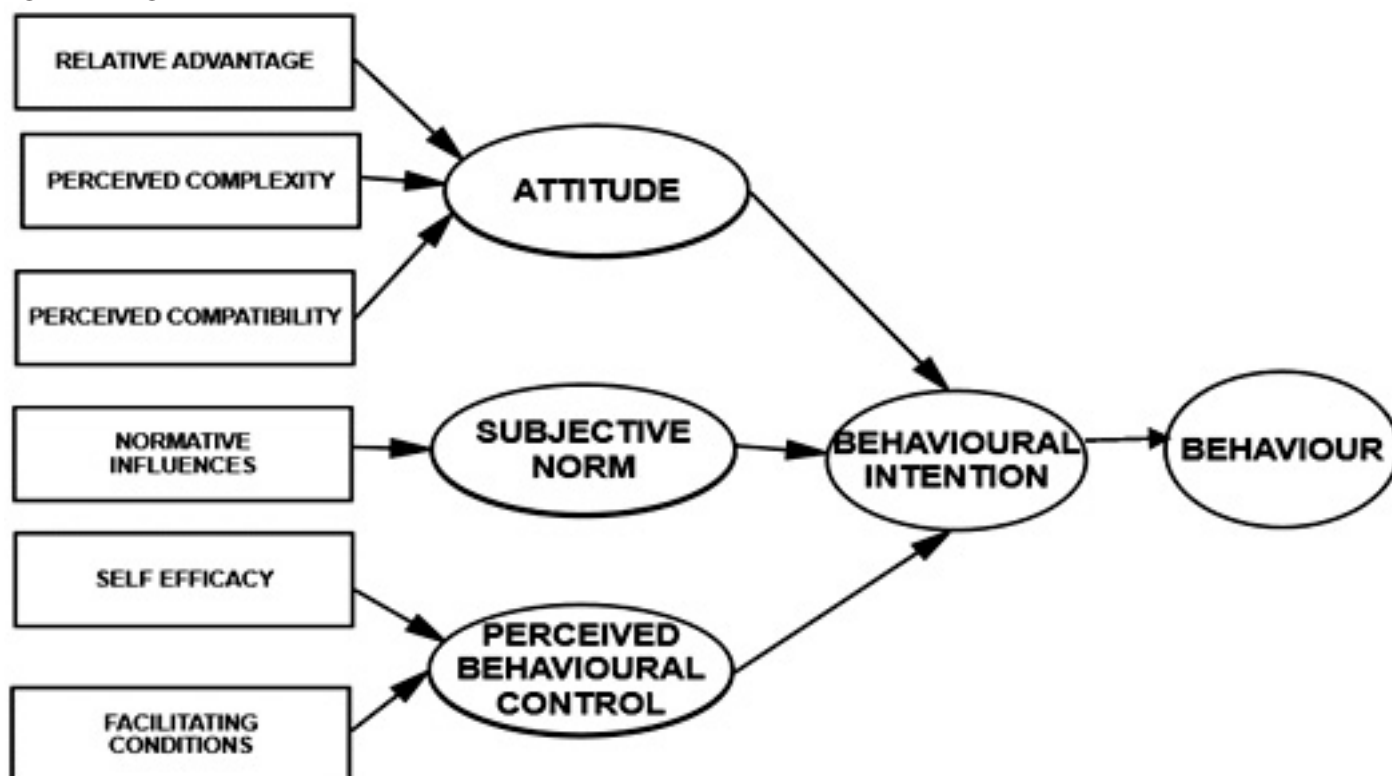 RELATIVE ADVANTAGE
PERCEIVED COMPLEXITY
ATTITUDE
PERCEIVED COMPATIBILITY
NORMATIVE
INFLUENCES
SUBJECTIVE
NORM
BEHAVIOURAL
INTENTION
BEHAVIOUR
SELF EFFICACY
PERCEIVED
BEHAVIOURAL
CONTROL
FACILITATING
CONDITIONS